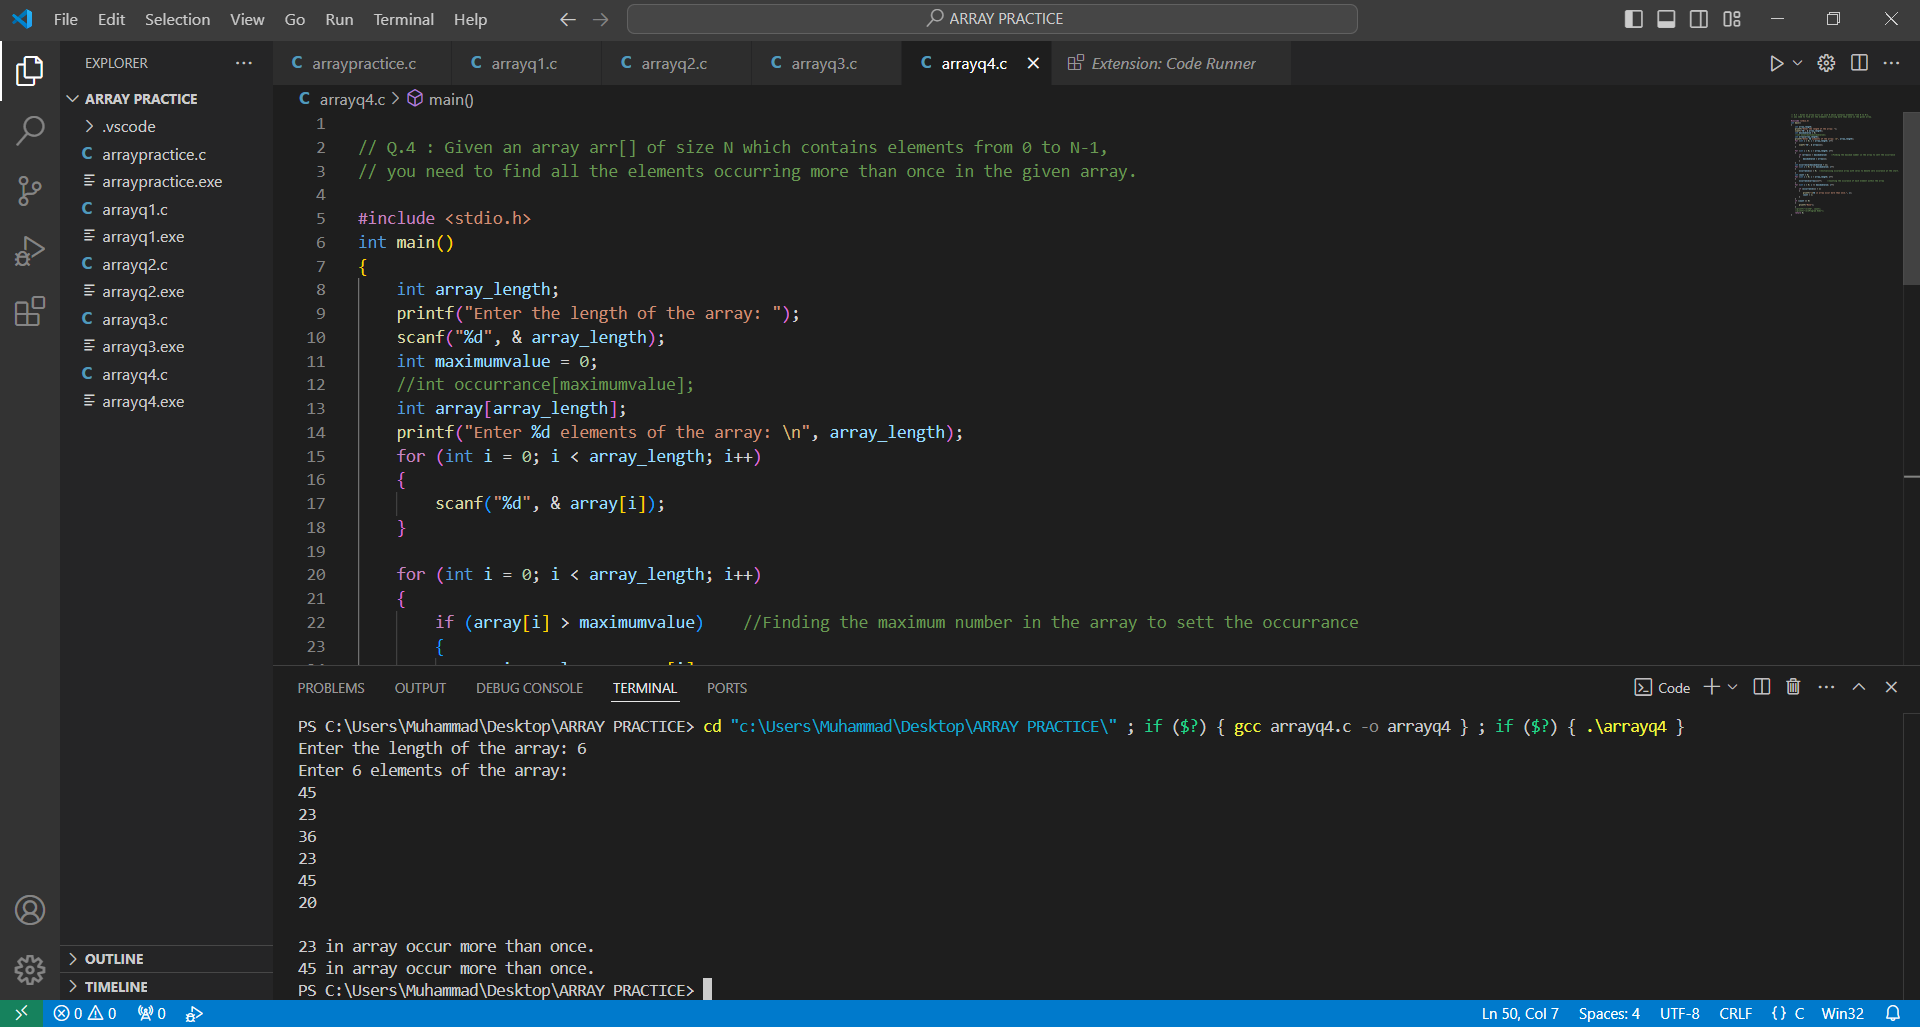 File Edit Selection View Go Run Terminal Help ARRAY PRACTICE
EXPLORER
ARRAY PRACTICE
.vscode
C arraypractice.c
arraypractice.exe
C arrayq1.c
arrayq1.exe
C arrayq2.c
arrayq2.exe
C arrayq3.c
arrayq3.exe
C arrayq4.c
arrayq4.exe
OUTLINE
TIMELINE
C arraypractice.c C arrayq1.c C arrayq2.c C arrayq3.c C arrayq4.c Extension: Code Runner
C arrayq4.c > main()
1
2 // Q.4 : Given an array arr[] of size N which contains elements from 0 to N-1,
3 // you need to find all the elements occurring more than once in the given array.
4
5 #include <stdio.h>
6 int main()
7 {
8 int array_length;
9 printf("Enter the length of the array: ");
10 scanf("%d", & array_length);
11 int maximumvalue = 0;
12 //int occurrance[maximumvalue];
13 int array[array_length];
14 printf("Enter %d elements of the array: \n", array_length);
15 for (int i = 0; i < array_length; i++)
16 {
17 scanf("%d", & array[i]);
18 }
19
20 for (int i = 0; i < array_length; i++)
21 {
22 if (array[i] > maximumvalue) //Finding the maximum number in the array to sett the occurrance
23 {
PROBLEMS OUTPUT DEBUG CONSOLE TERMINAL PORTS Code
PS C:\Users\Muhammad\Desktop\ARRAY PRACTICE> cd "c:\Users\Muhammad\Desktop\ARRAY PRACTICE\" ; if ($?) { gcc arrayq4.c -o arrayq4 } ; if ($?) { .\arrayq4 }
Enter the length of the array: 6
Enter 6 elements of the array:
45
23
36
23
45
20
23 in array occur more than once.
45 in array occur more than once.
PS C:\Users\Muhammad\Desktop\ARRAY PRACTICE>
0 0 0 Ln 50, Col 7 Spaces: 4 UTF-8 CRLF {} C Win32